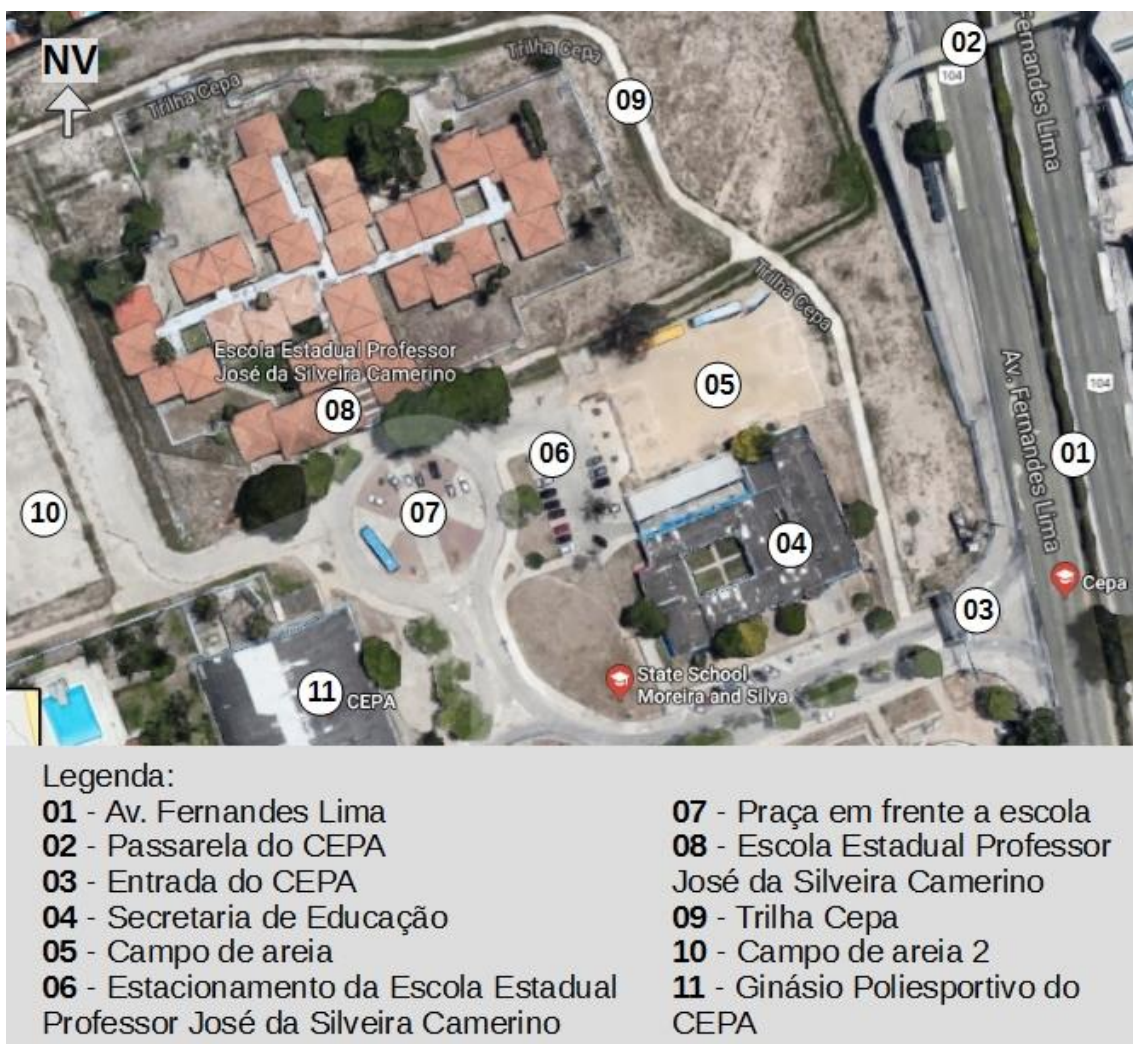 NV
Trilha Cepa
Trilha Cepa
09
02
104
Fernandes Lima
Escola Estadual Professor
José da Silveira Camerino
08
Trilha Cepa
05
Av. Fernandes Lima
104
01
06
07
10
04
Cepa
03
State School
Moreira and Silva
11 CEPA
Legenda:
01 - Av. Fernandes Lima
02 - Passarela do CEPA
03 - Entrada do CEPA
04 - Secretaria de Educação
05 - Campo de areia
06 - Estacionamento da Escola Estadual
Professor José da Silveira Camerino
07 - Praça em frente a escola
08 - Escola Estadual Professor
José da Silveira Camerino
09 - Trilha Cepa
10 - Campo de areia 2
11 - Ginásio Poliesportivo do
CEPA